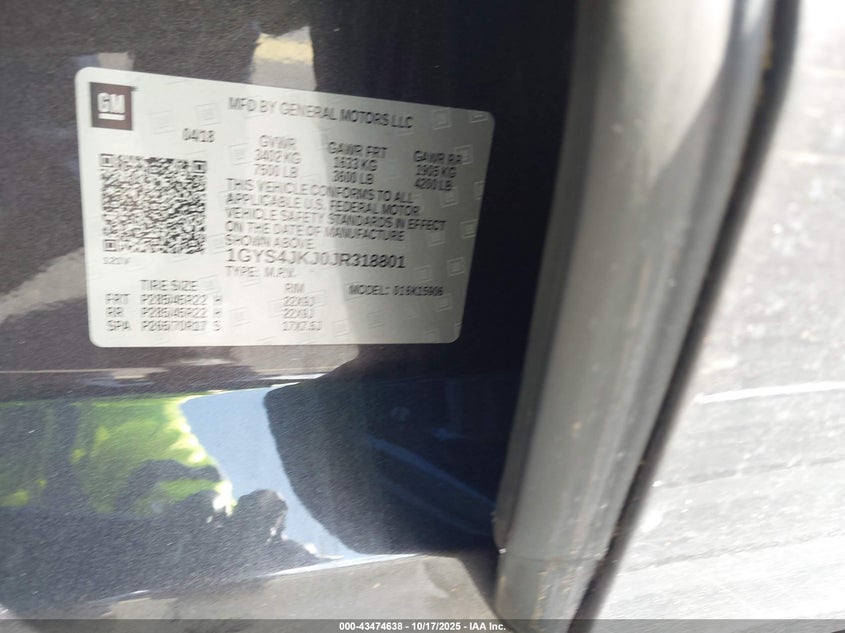 GM
MFD BY GENERAL MOTORS LLC
04/18
GVWR GAWR FRT GAWR RR
3402 KG 1633 KG 1905 KG
7500 LB 3600 LB 4200 LB
THIS VEHICLE CONFORMS TO ALL
APPLICABLE U.S. FEDERAL MOTOR
VEHICLE SAFETY STANDARDS IN EFFECT
ON THE DATE OF MANUFACTURE
SHOWN ABOVE.
1GYS4JKJ0JR318801
TYPE: M.P.V.
TIRE SIZE RIM MODEL:
FRT P285/45R22 H 22X9J
RR P285/45R22 H 22X9J
SPA P265/70R17 S 17X7.5J
000-43474638 - 10/17/2025 - IAA Inc.